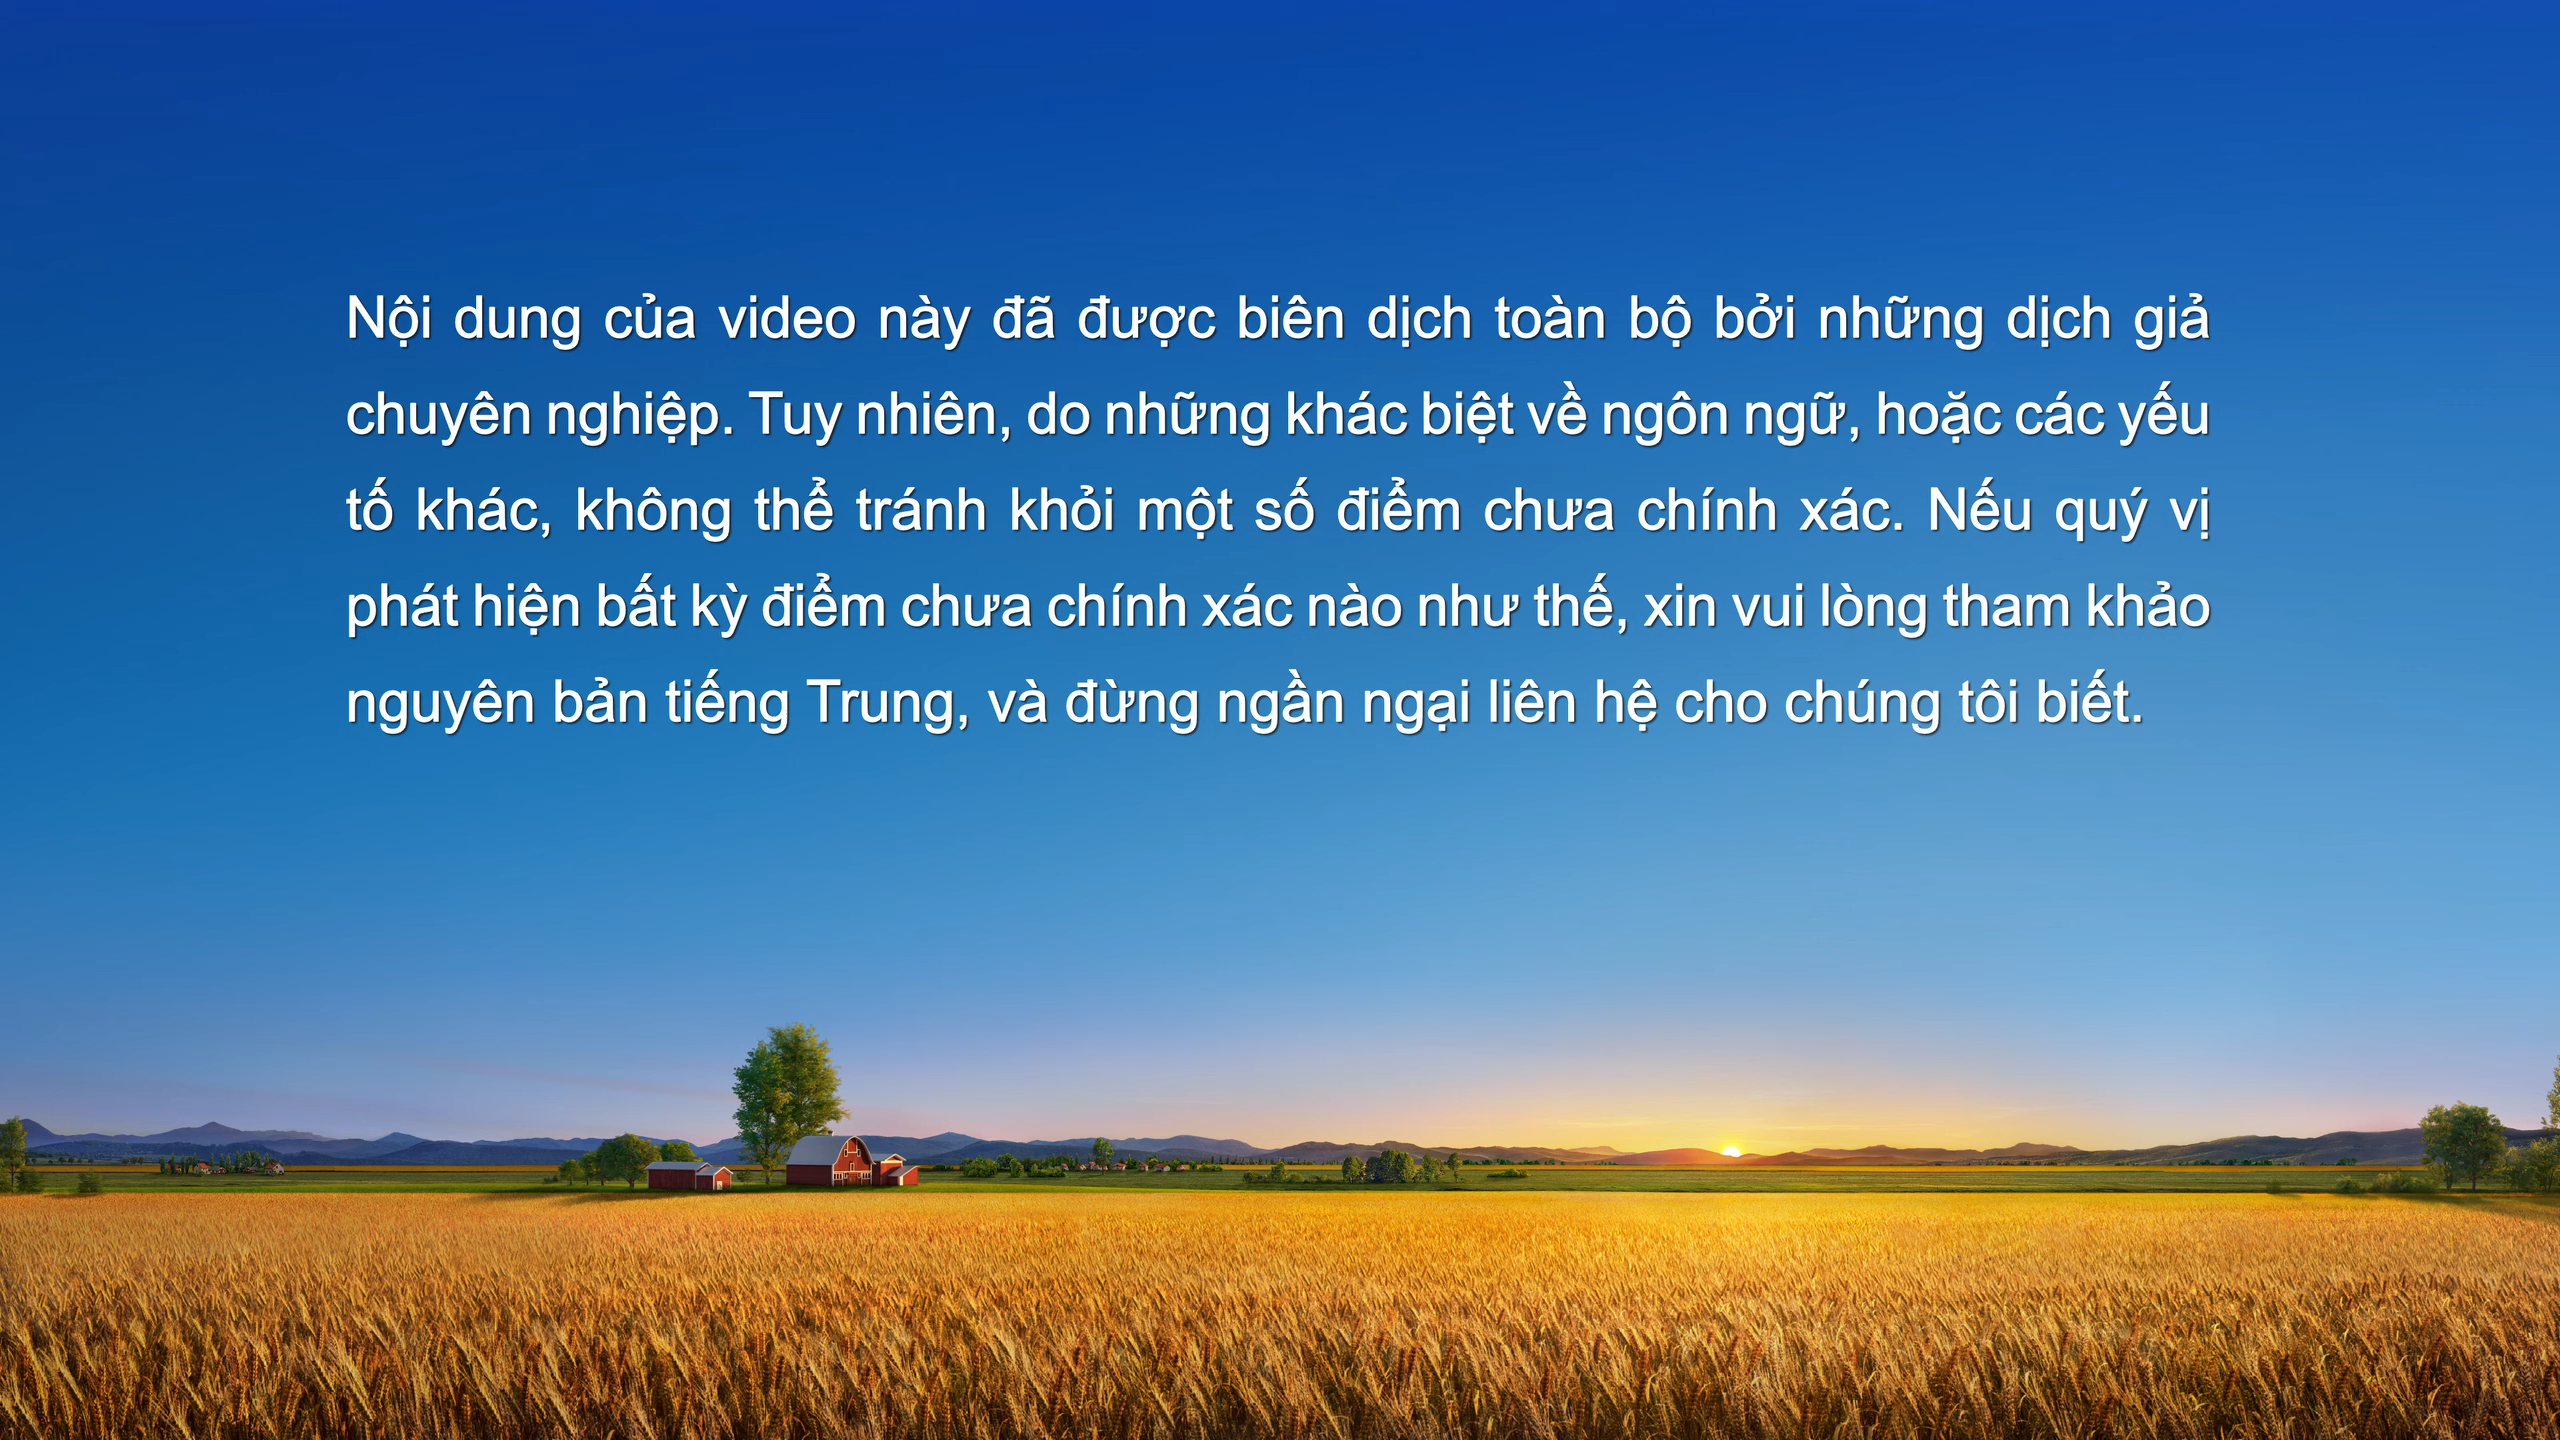 Nội dung của video này đã được biên dịch toàn bộ bởi những dịch giả
chuyên nghiệp. Tuy nhiên, do những khác biệt về ngôn ngữ, hoặc các yếu
tố khác, không thể tránh khỏi một số điểm chưa chính xác. Nếu quý vị
phát hiện bất kỳ điểm chưa chính xác nào như thế, xin vui lòng tham khảo
nguyên bản tiếng Trung, và đừng ngần ngại liên hệ cho chúng tôi biết.